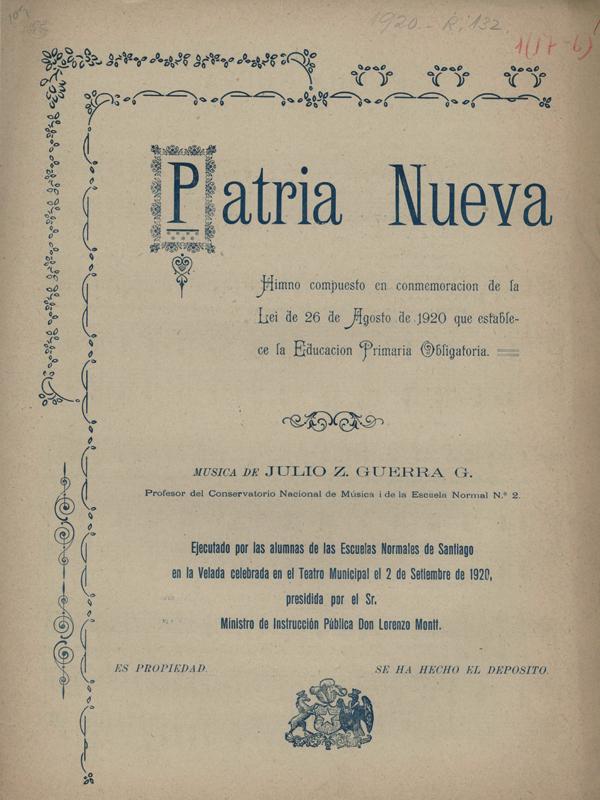 1920 - R; 132.
1(17-6)
Patria Nueva
Himno compuesto en conmemoracion de la
Lei de 26 de Agosto de 1920 que estable-
ce la Educacion Primaria Obligatoria.
MUSICA DE JULIO Z. GUERRA G.
Profesor del Conservatorio Nacional de Música i de la Escuela Normal N.º 2.
Ejecutado por las alumnas de las Escuelas Normales de Santiago
en la Velada celebrada en el Teatro Municipal el 2 de Setiembre de 1920,
presidida por el Sr.
Ministro de Instrucción Pública Don Lorenzo Montt.
ES PROPIEDAD.
SE HA HECHO EL DEPOSITO.